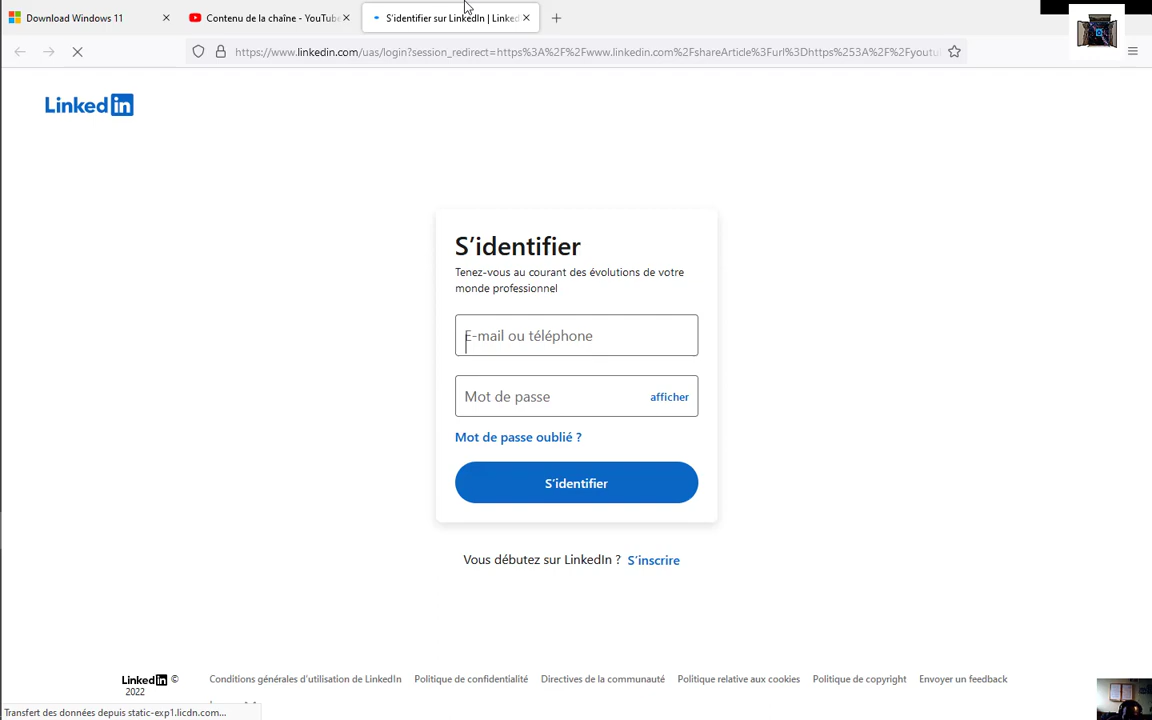 Download Windows 11
Contenu de la chaîne - YouTube
S'identifier sur LinkedIn | Linked
https://www.linkedin.com/uas/login?session_redirect=https%3A%2F%2Fwww.linkedin.com%2FshareArticle%3Furl%3Dhttps%253A%2F%2Fyoutu
Linked in
S'identifier
Tenez-vous au courant des évolutions de votre
monde professionnel
E-mail ou téléphone
Mot de passe
afficher
Mot de passe oublié ?
S'identifier
Vous débutez sur LinkedIn ? S'inscrire
Linked in ©
2022
Conditions générales d'utilisation de LinkedIn
Politique de confidentialité
Directives de la communauté
Politique relative aux cookies
Politique de copyright
Envoyer un feedback
Transfert des données depuis static-exp1.licdn.com...